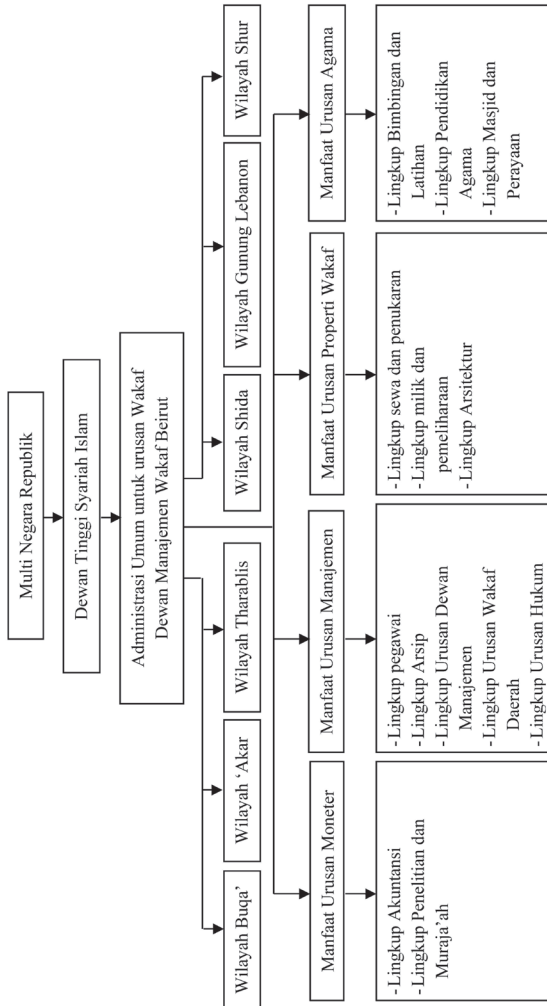 Multi Negara Republik
Dewan Tinggi Syariah Islam
Administrasi Umum untuk urusan Wakaf
Dewan Manajemen Wakaf Beirut
Wilayah Buqa’
Wilayah ‘Akar
Wilayah Tharablis
Wilayah Shida
Wilayah Gunung Lebanon
Wilayah Shur
Manfaat Urusan Moneter
Manfaat Urusan Manajemen
Manfaat Urusan Properti Wakaf
Manfaat Urusan Agama
- Lingkup Akuntansi
- Lingkup Penelitian dan
Muraja’ah
- Lingkup pegawai
- Lingkup Arsip
- Lingkup Urusan Dewan
Manajemen
- Lingkup Urusan Wakaf
Daerah
- Lingkup Urusan Hukum
- Lingkup sewa dan penukaran
- Lingkup milik dan
pemeliharaan
- Lingkup Arsitektur
- Lingkup Bimbingan dan
Latihan
- Lingkup Pendidikan
Agama
- Lingkup Masjid dan
Perayaan